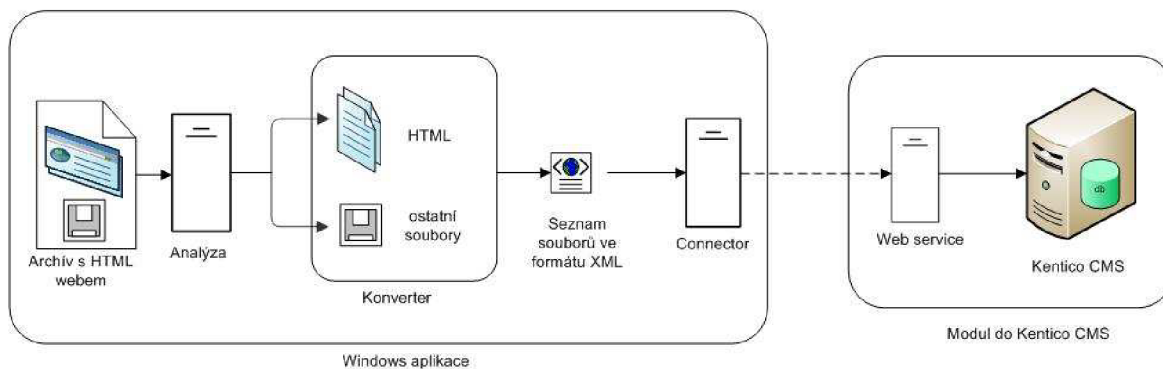 Archív s HTML
webem
Analýza
HTML
ostatní
soubory
Konverter
Seznam
souborů ve
formátu XML
Connector
Windows aplikace
Web service
db
Kentico CMS
Modul do Kentico CMS